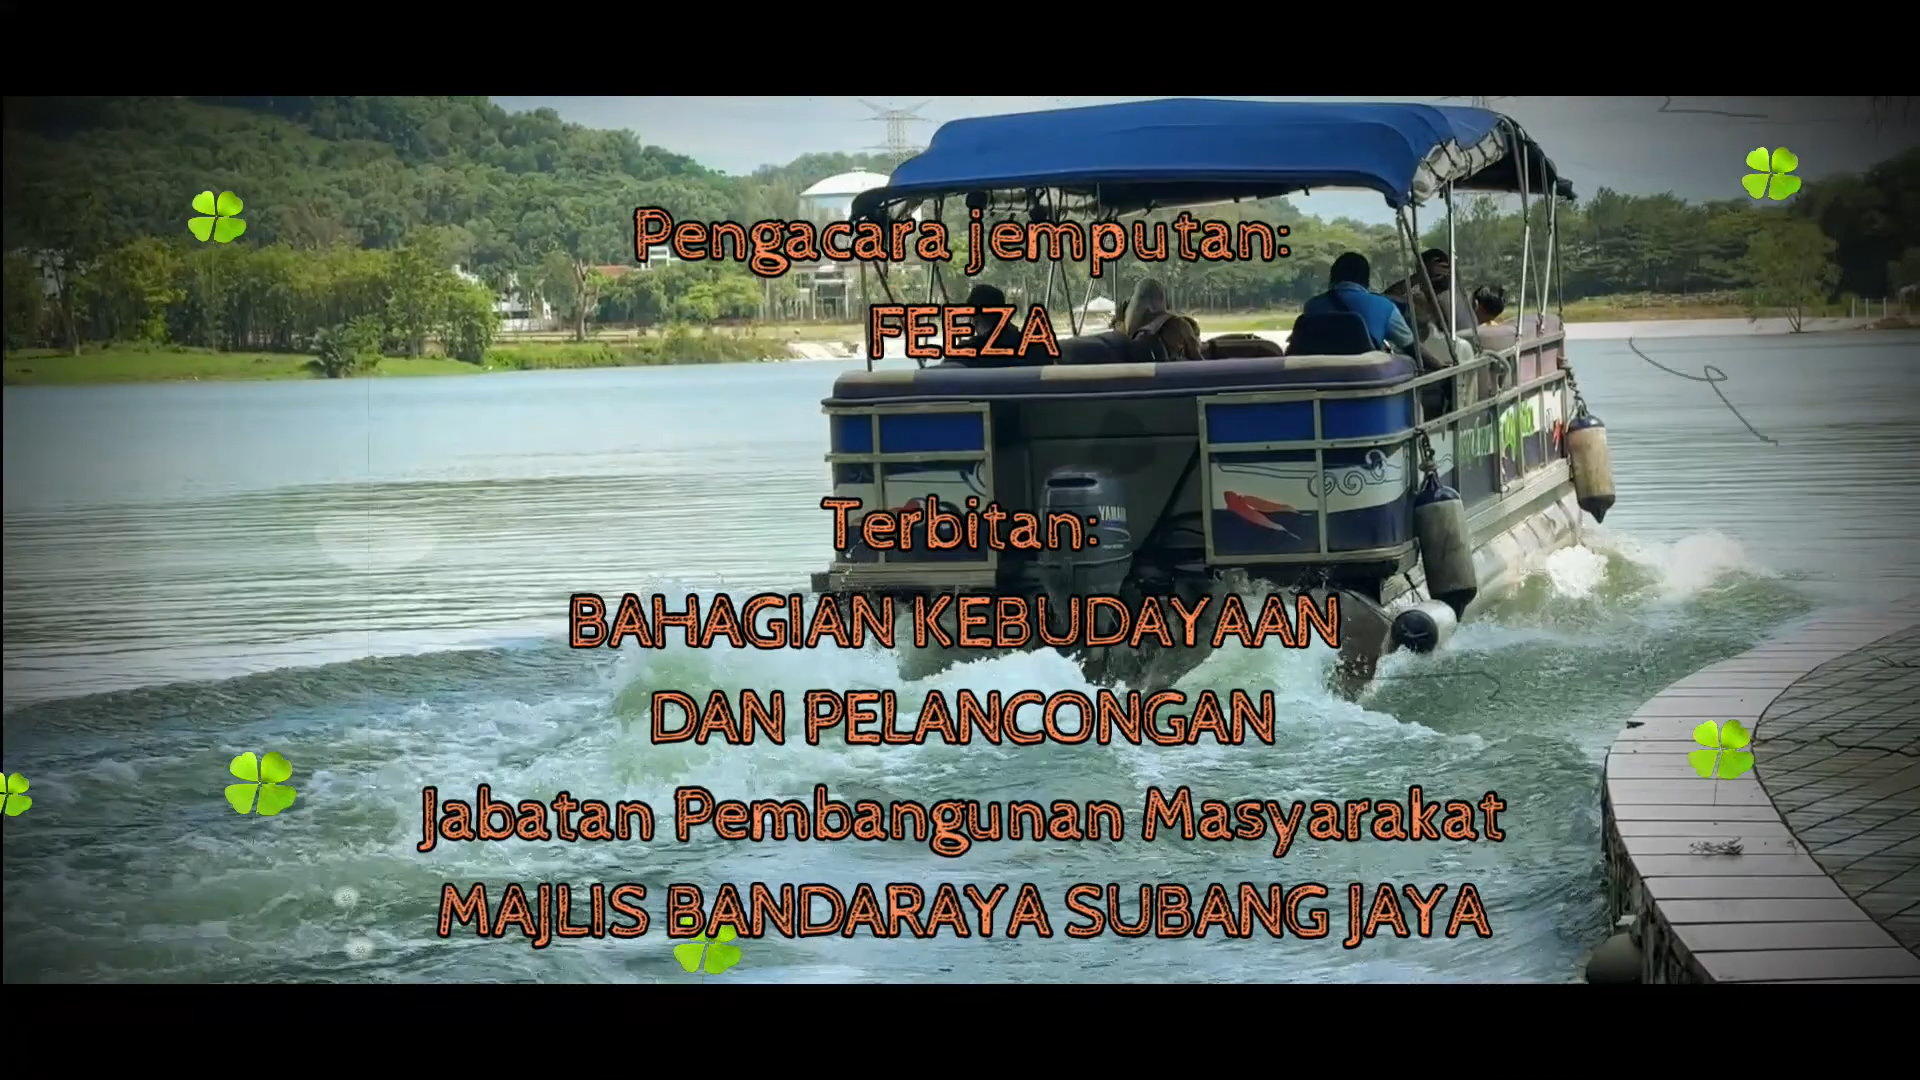 Pengacara jemputan:
FEEZA
Terbitan:
BAHAGIAN KEBUDAYAAN
DAN PELANCONGAN
Jabatan Pembangunan Masyarakat
MAJLIS BANDARAYA SUBANG JAYA